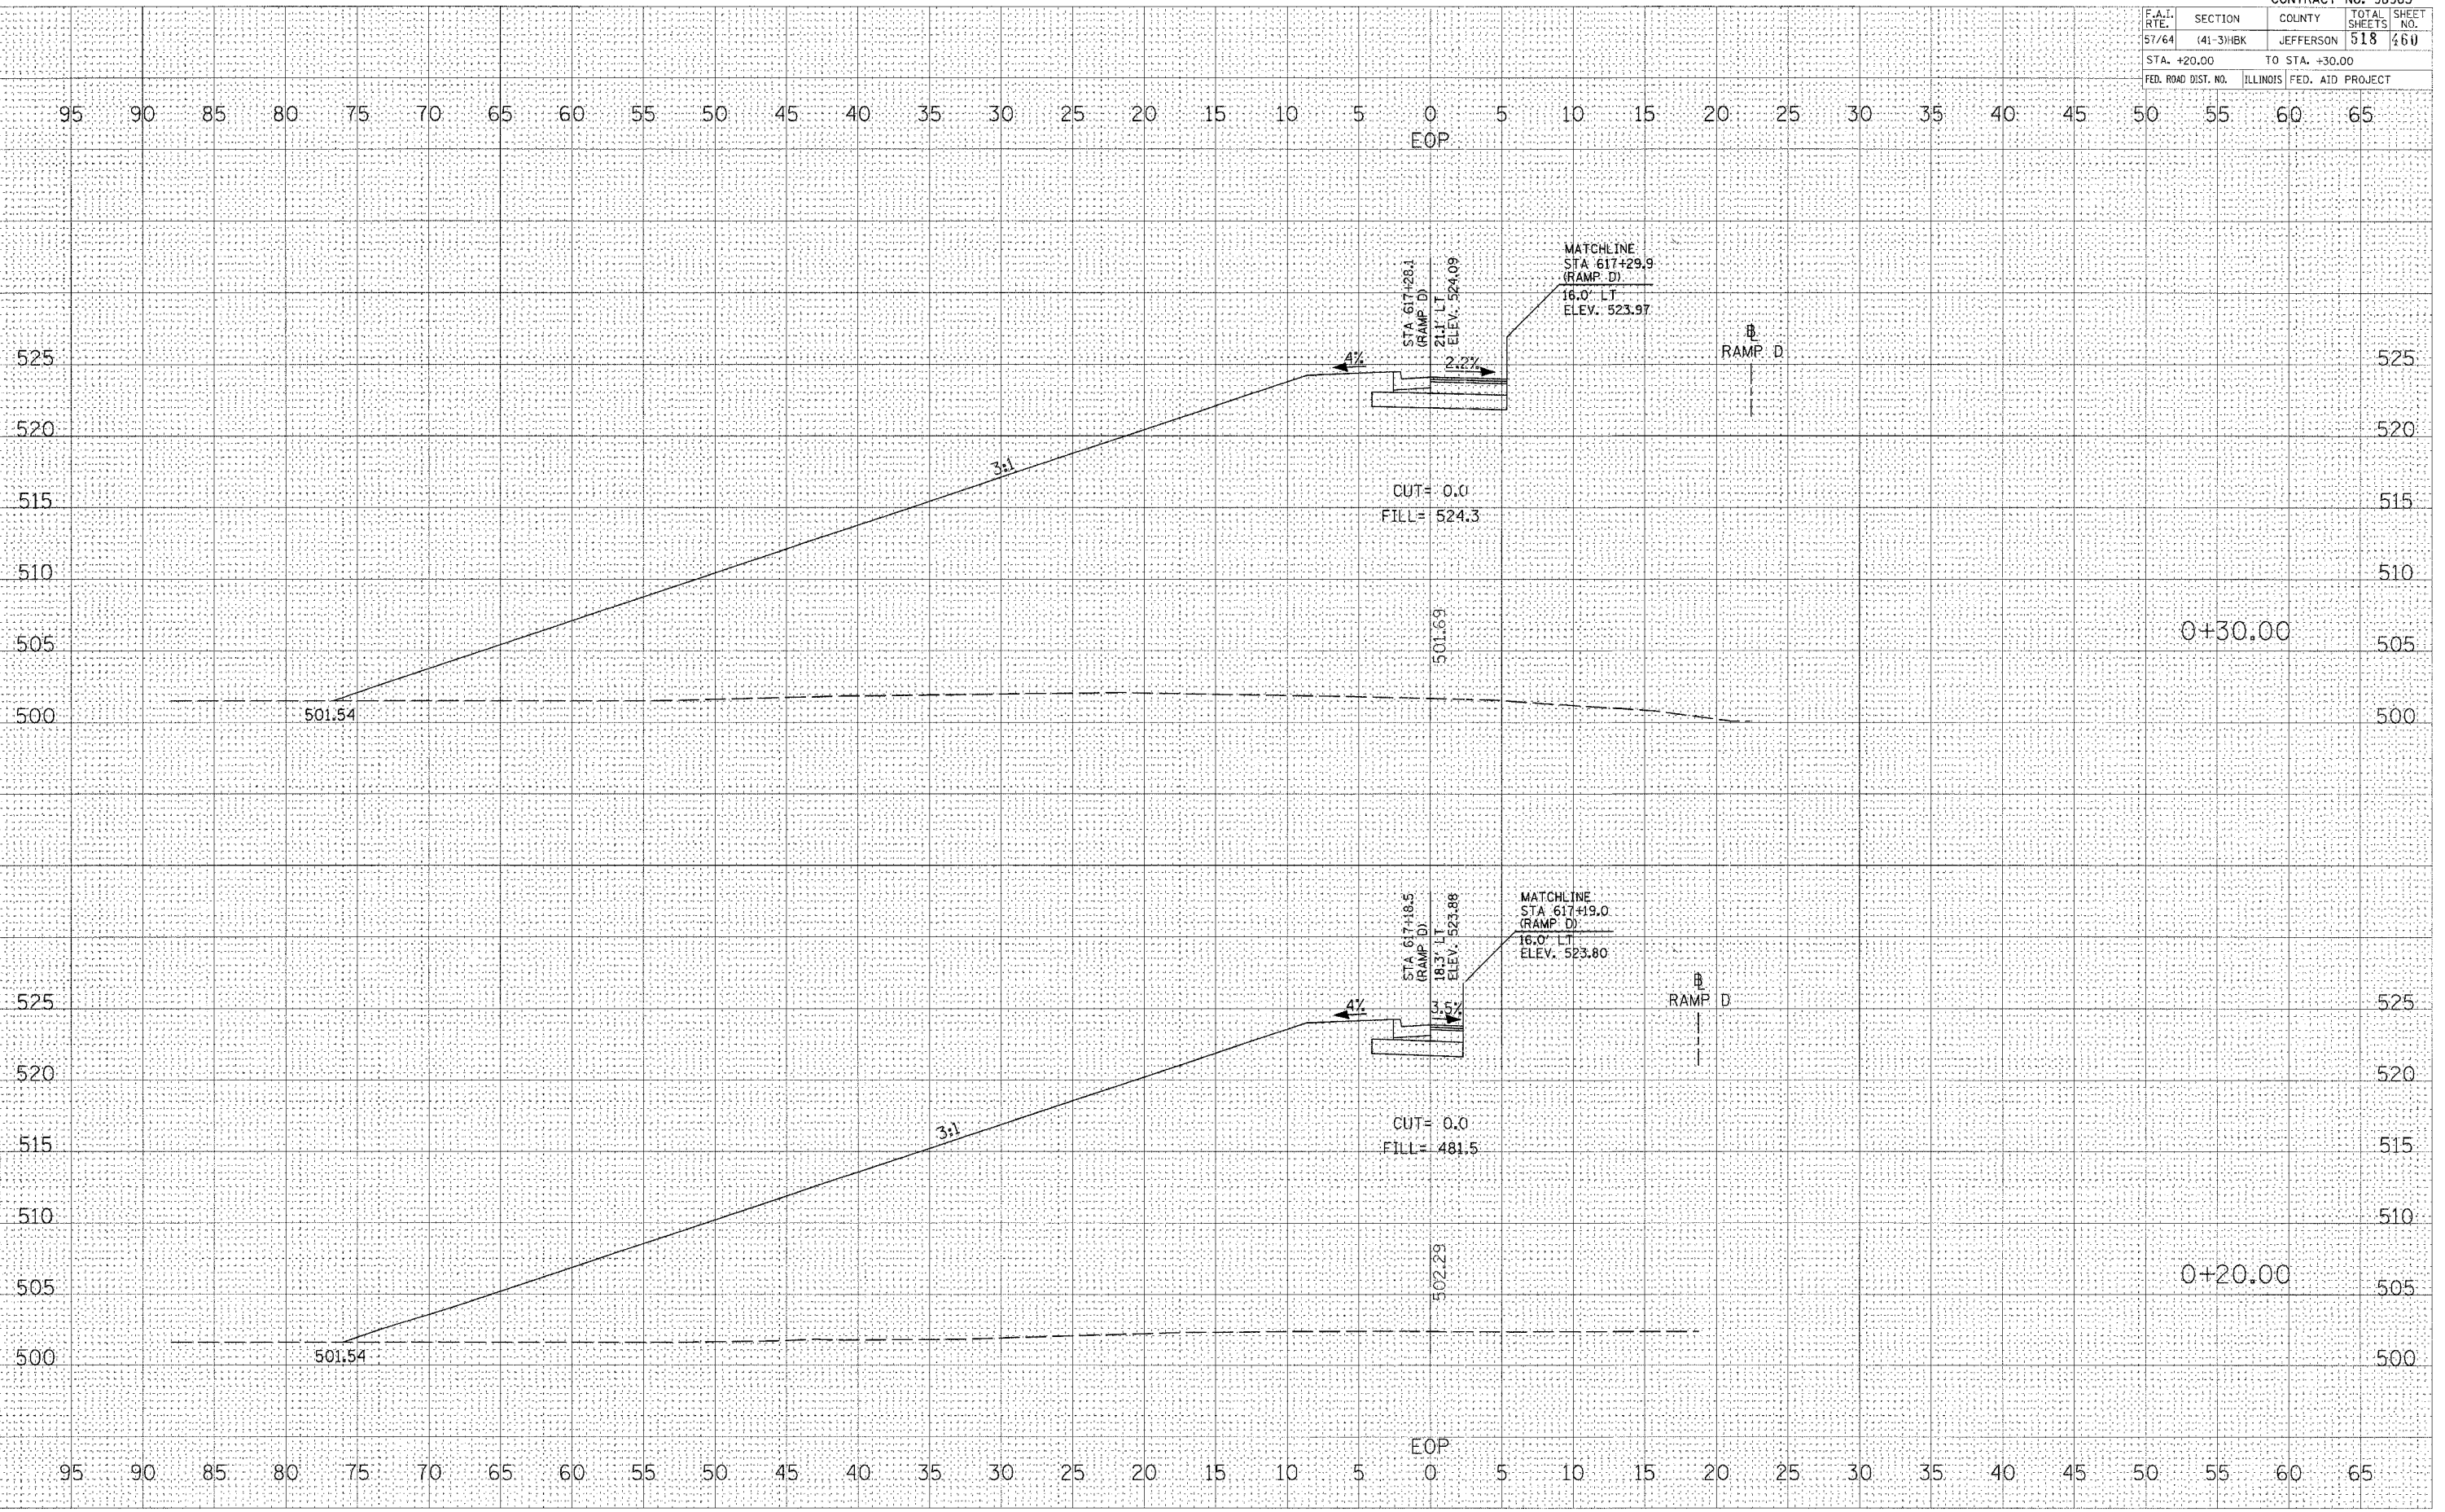 F.A.I. RTE. SECTION COUNTY TOTAL SHEETS SHEET NO.
57/64 (41-3)HBK JEFFERSON 518 460
STA. +20.00 TO STA. +30.00
FED. ROAD DIST. NO. ILLINOIS FED. AID PROJECT
95 90 85 80 75 70 65 60 55 50 45 40 35 30 25 20 15 10 5 0 5 10 15 20 25 30 35 40 45 50 55 60 65
EOP
STA 617+28.1
(RAMP D)
21.1' LT
ELEV. 524.09
MATCHLINE
STA 617+29.9
(RAMP D)
16.0' LT
ELEV. 523.97
℄
RAMP D
525 525
4% 2.2%
520 520
3:1
515 515
CUT= 0.0
FILL= 524.3
510 510
501.69
0+30.00
505 505
501.54
500 500
STA 617+18.5
(RAMP D)
18.3' LT
ELEV. 523.88
MATCHLINE
STA 617+19.0
(RAMP D)
16.0' LT
ELEV. 523.80
RAMP D
525 525
4% 3.5%
520 520
3:1
CUT= 0.0
515 515
FILL= 481.5
510 510
502.29
0+20.00
505 505
501.54
500 500
EOP
95 90 85 80 75 70 65 60 55 50 45 40 35 30 25 20 15 10 5 0 5 10 15 20 25 30 35 40 45 50 55 60 65